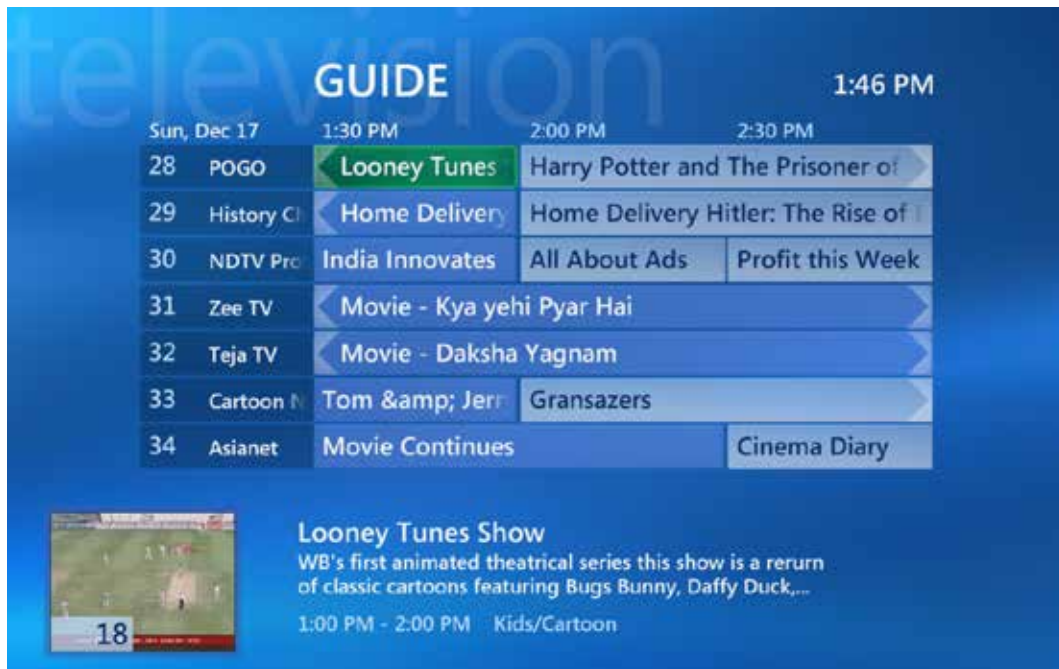 television
GUIDE
1:46 PM
Sun, Dec 17 1:30 PM 2:00 PM 2:30 PM
28 POGO Looney Tunes Harry Potter and The Prisoner of
29 History Ch Home Delivery Home Delivery Hitler: The Rise of
30 NDTV Pro India Innovates All About Ads Profit this Week
31 Zee TV Movie - Kya yehi Pyar Hai
32 Teja TV Movie - Daksha Yagnam
33 Cartoon N Tom &amp; Jerr Gransazers
34 Asianet Movie Continues Cinema Diary
Looney Tunes Show
WB's first animated theatrical series this show is a rerurn
of classic cartoons featuring Bugs Bunny, Daffy Duck,...
1:00 PM - 2:00 PM Kids/Cartoon
18